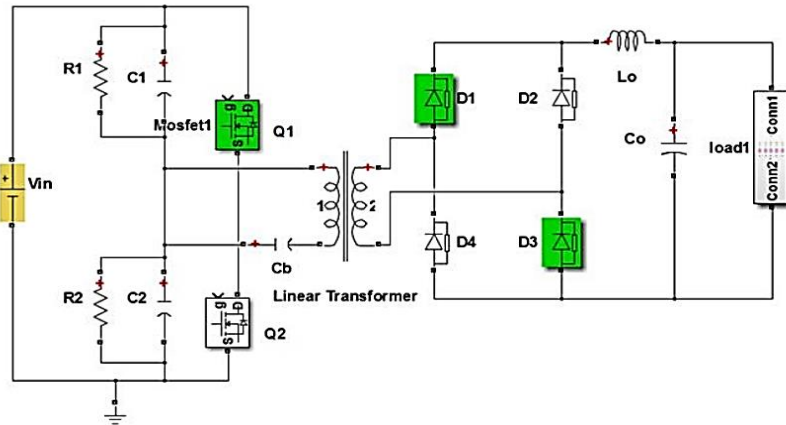 R1
C1
g
D
Mosfet1
S
Q1
Vin
+
1
2
Cb
R2
C2
Linear Transformer
g
D
S
Q2
D1
D2
D4
D3
Lo
Co
load1
Conn1
Conn2